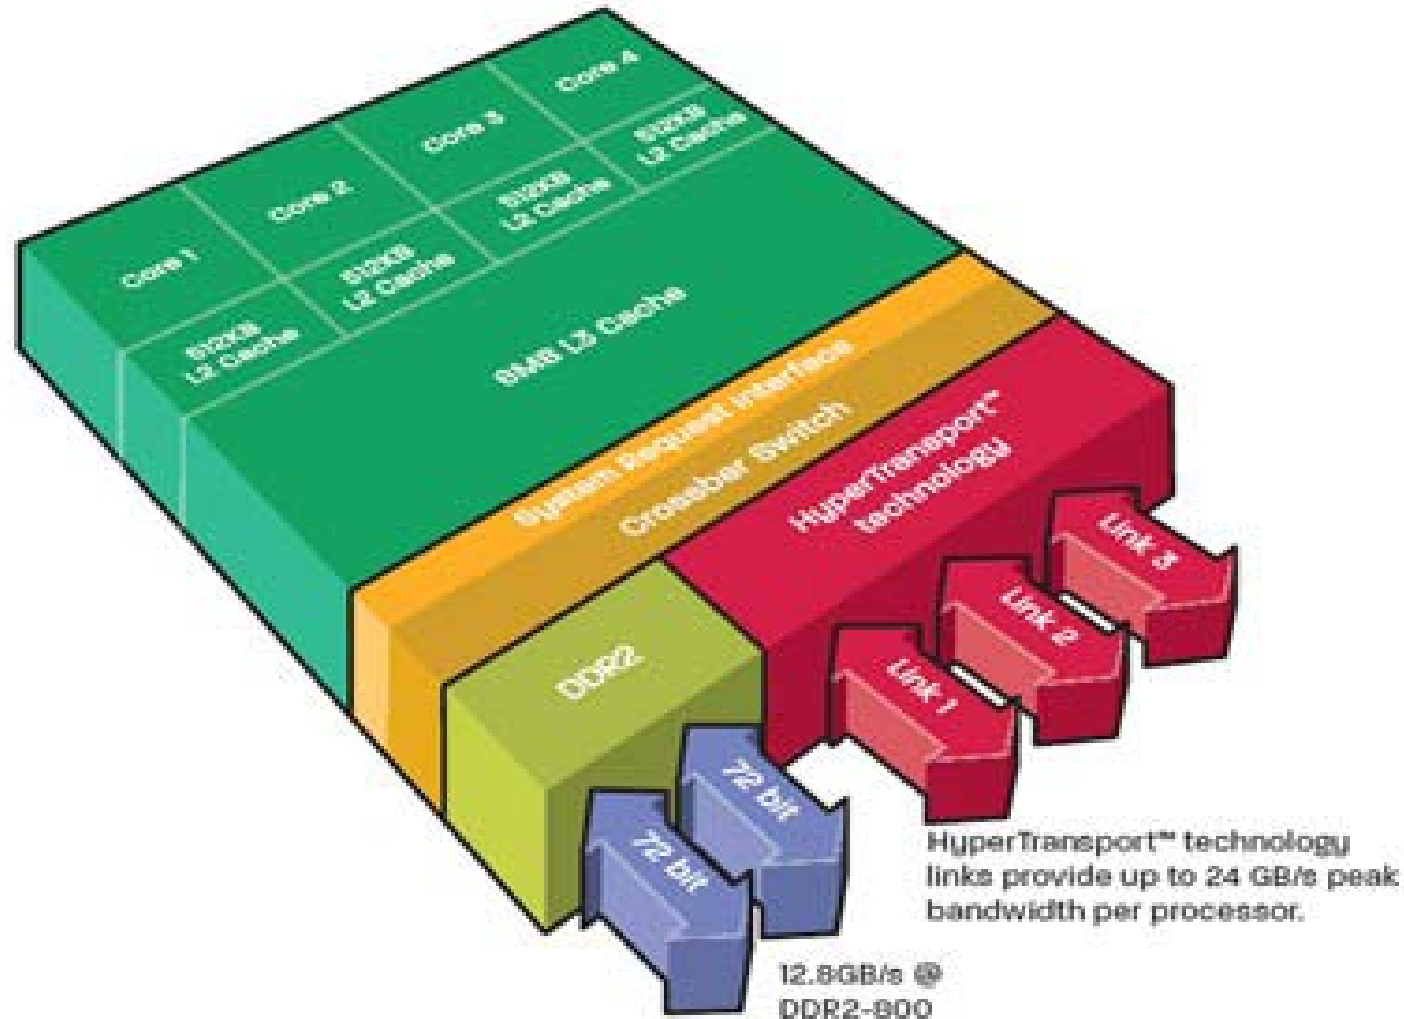 Core 1
Core 2
Core 3
Core 4
512KB
L2 Cache
512KB
L2 Cache
512KB
L2 Cache
512KB
L2 Cache
L3 Cache
System Request Interface
Crossbar Switch
HyperTransport™
technology
DDR2
Link 1
Link 2
Link 3
72 bit
72 bit
HyperTransport™ technology
links provide up to 24 GB/s peak
bandwidth per processor.
12.8GB/s @
DDR2-800